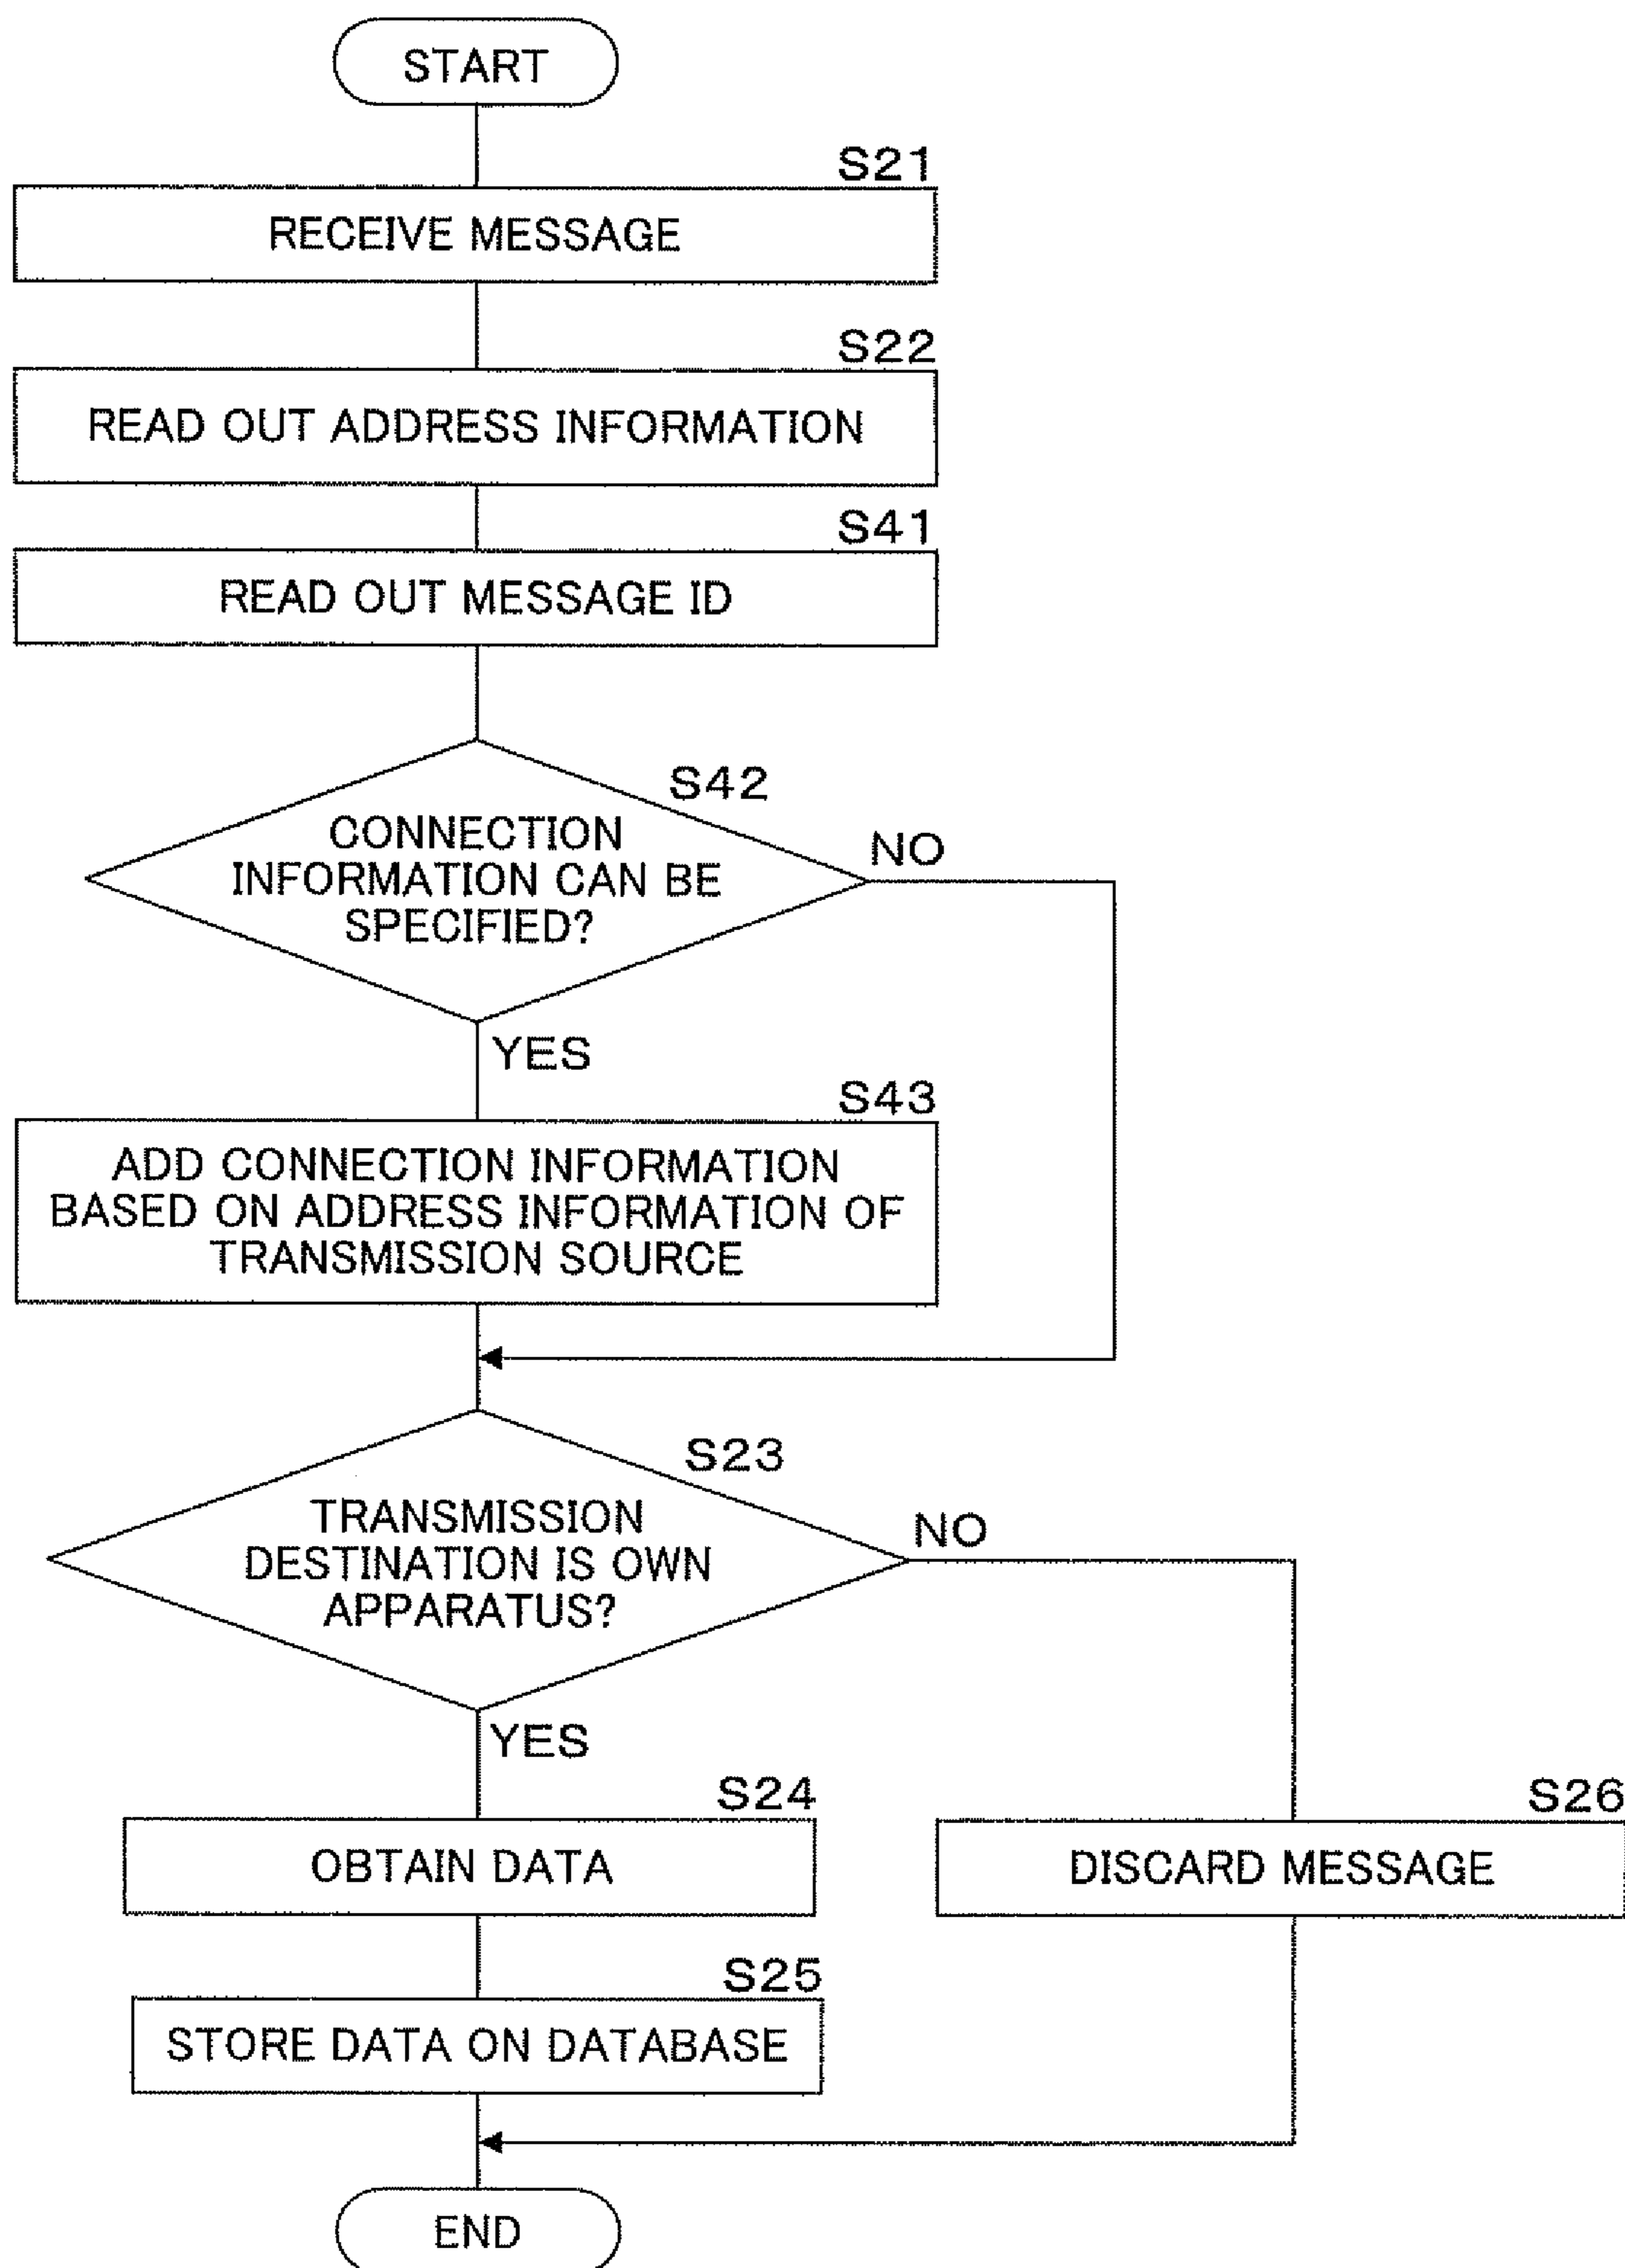 START
S21
RECEIVE MESSAGE
S22
READ OUT ADDRESS INFORMATION
S41
READ OUT MESSAGE ID
S42
CONNECTION
INFORMATION CAN BE
SPECIFIED?
NO
YES
S43
ADD CONNECTION INFORMATION
BASED ON ADDRESS INFORMATION OF
TRANSMISSION SOURCE
S23
TRANSMISSION
DESTINATION IS OWN
APPARATUS?
NO
YES
S24
OBTAIN DATA
S26
DISCARD MESSAGE
S25
STORE DATA ON DATABASE
END